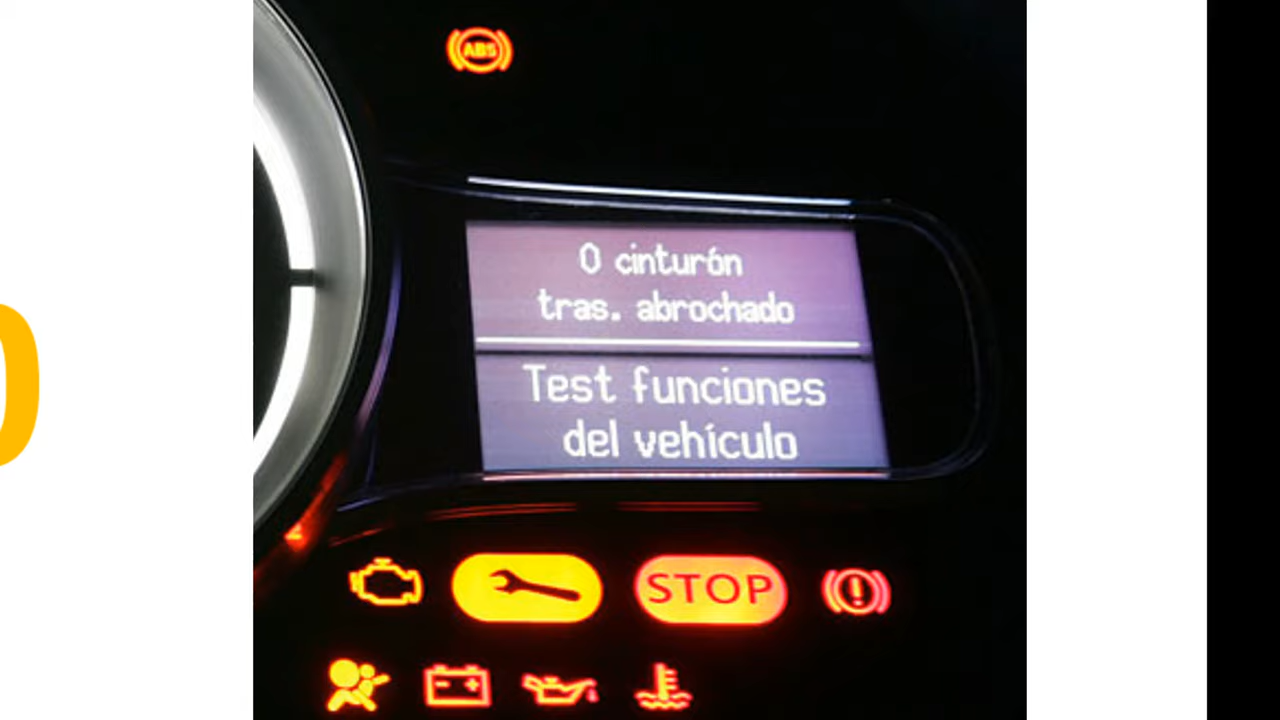 ABS
0 cinturón
tras. abrochado
Test funciones
del vehículo
STOP